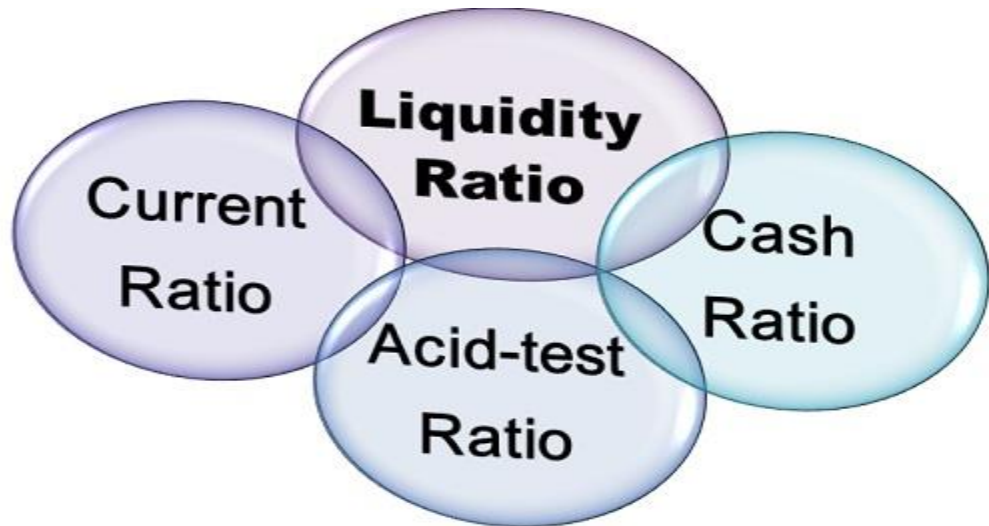 Liquidity
Ratio
Current
Ratio
Cash
Ratio
Acid-test
Ratio